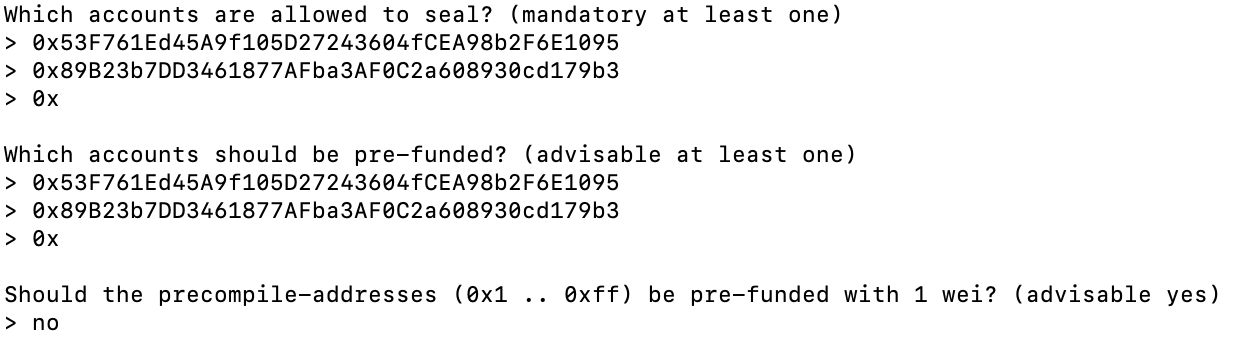 Which accounts are allowed to seal? (mandatory at least one)
> 0x53F761Ed45A9f105D27243604fCEA98b2F6E1095
> 0x89B23b7DD3461877AFba3AF0C2a608930cd179b3
> 0x
Which accounts should be pre-funded? (advisable at least one)
> 0x53F761Ed45A9f105D27243604fCEA98b2F6E1095
> 0x89B23b7DD3461877AFba3AF0C2a608930cd179b3
> 0x
Should the precompile-addresses (0x1 .. 0xff) be pre-funded with 1 wei? (advisable yes)
> no